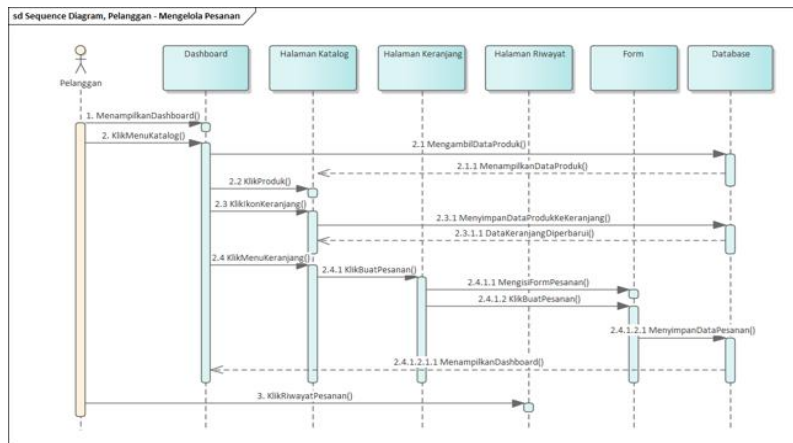 sd Sequence Diagram, Pelanggan - Mengelola Pesanan
Pelanggan
Dashboard
Halaman Katalog
Halaman Keranjang
Halaman Riwayat
Form
Database
1. MenampilkanDashboard()
2. KlikMenuKatalog()
2.1 MengambilDataProduk()
2.1.1 MenampilkanDataProduk()
2.2 KlikProduk()
2.3 KlikIkonKeranjang()
2.3.1 MenyimpanDataProdukKeKeranjang()
2.3.1.1 DataKeranjangDiperbarui()
2.4 KlikMenuKeranjang()
2.4.1 KlikBuatPesanan()
2.4.1.1 MengisiFormPesanan()
2.4.1.2 KlikBuatPesanan()
2.4.1.2.1 MenyimpanDataPesanan()
2.4.1.2.1.1 MenampilkanDashboard()
3. KlikRiwayatPesanan()